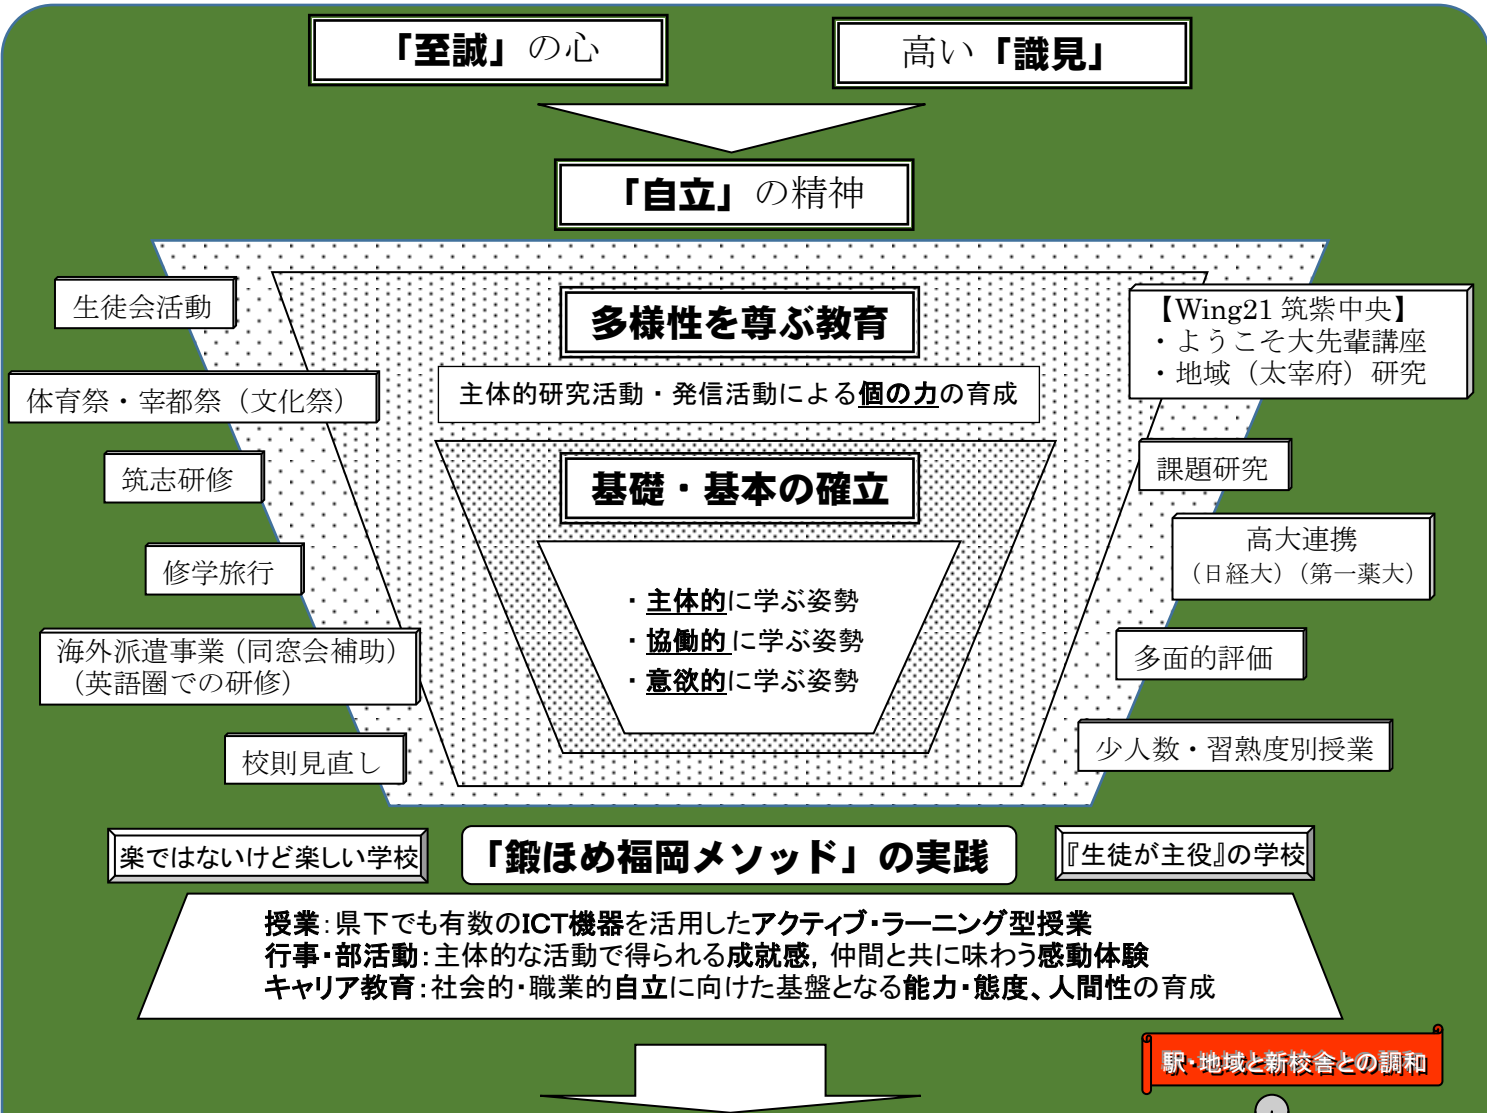 「至誠」の心
高い「識見」
「自立」の精神
生徒会活動
体育祭・宰都祭（文化祭）
筑志研修
修学旅行
海外派遣事業（同窓会補助）
（英語圏での研修）
校則見直し
多様性を尊ぶ教育
主体的研究活動・発信活動による個の力の育成
基礎・基本の確立
・主体的に学ぶ姿勢
・協働的に学ぶ姿勢
・意欲的に学ぶ姿勢
【Wing21 筑紫中央】
・ようこそ大先輩講座
・地域（太宰府）研究
課題研究
高大連携
（日経大）（第一薬大）
多面的評価
少人数・習熟度別授業
楽ではないけど楽しい学校
「鍛ほめ福岡メソッド」の実践
『生徒が主役』の学校
授業：県下でも有数のICT機器を活用したアクティブ・ラーニング型授業
行事・部活動：主体的な活動で得られる成就感，仲間と共に味わう感動体験
キャリア教育：社会的・職業的自立に向けた基盤となる能力・態度、人間性の育成
駅・地域と新校舎との調和